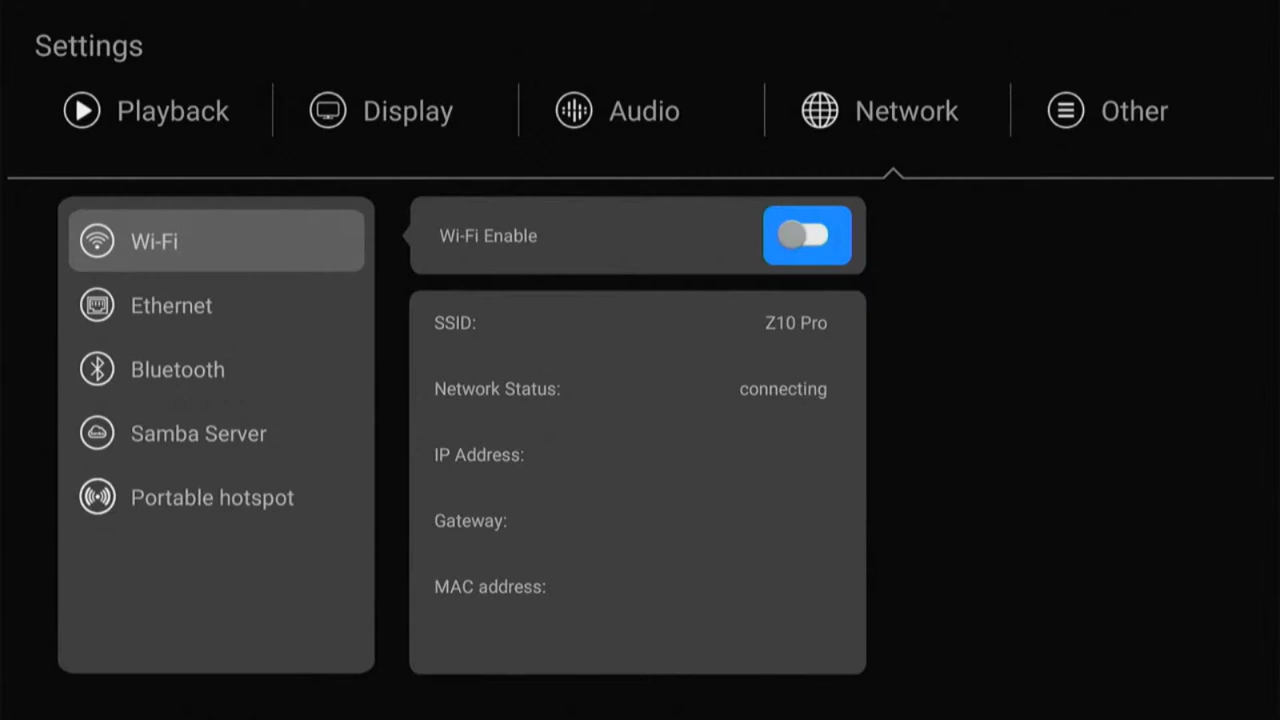 Settings
Playback
Display
Audio
Network
Other
Wi-Fi
Ethernet
Bluetooth
Samba Server
Portable hotspot
Wi-Fi Enable
SSID: Z10 Pro
Network Status: connecting
IP Address:
Gateway:
MAC address: